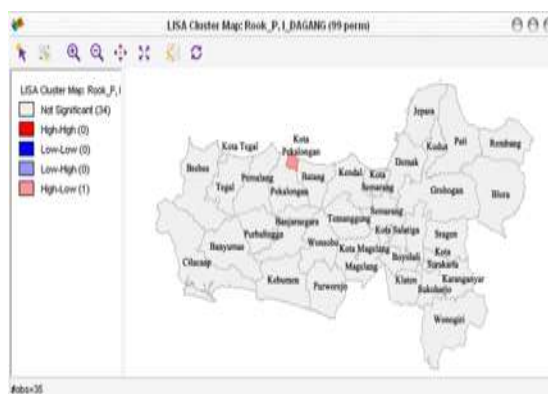 LISA Cluster Map: Rook_P, I_DAGANG (99 perm)
LISA Cluster Map: Rook_P, I
Not Significant (34)
High-High (0)
Low-Low (0)
Low-High (0)
High-Low (1)
Jepara
Kudus
Pati
Rembang
Kota Tegal
Kota
Pekalongan
Demak
Brebes
Tegal
Pemalang
Pekalongan
Batang
Kendal
Kota
Semarang
Grobogan
Blora
Banjarnegara
Temanggung
Semarang
Purbalingga
Kota Salatiga
Sragen
Banyumas
Wonosobo
Kota Magelang
Boyolali
Kota
Surakarta
Cilacap
Magelang
Karanganyar
Kebumen
Purworejo
Klaten
Sukoharjo
Wonogiri
#obs=35